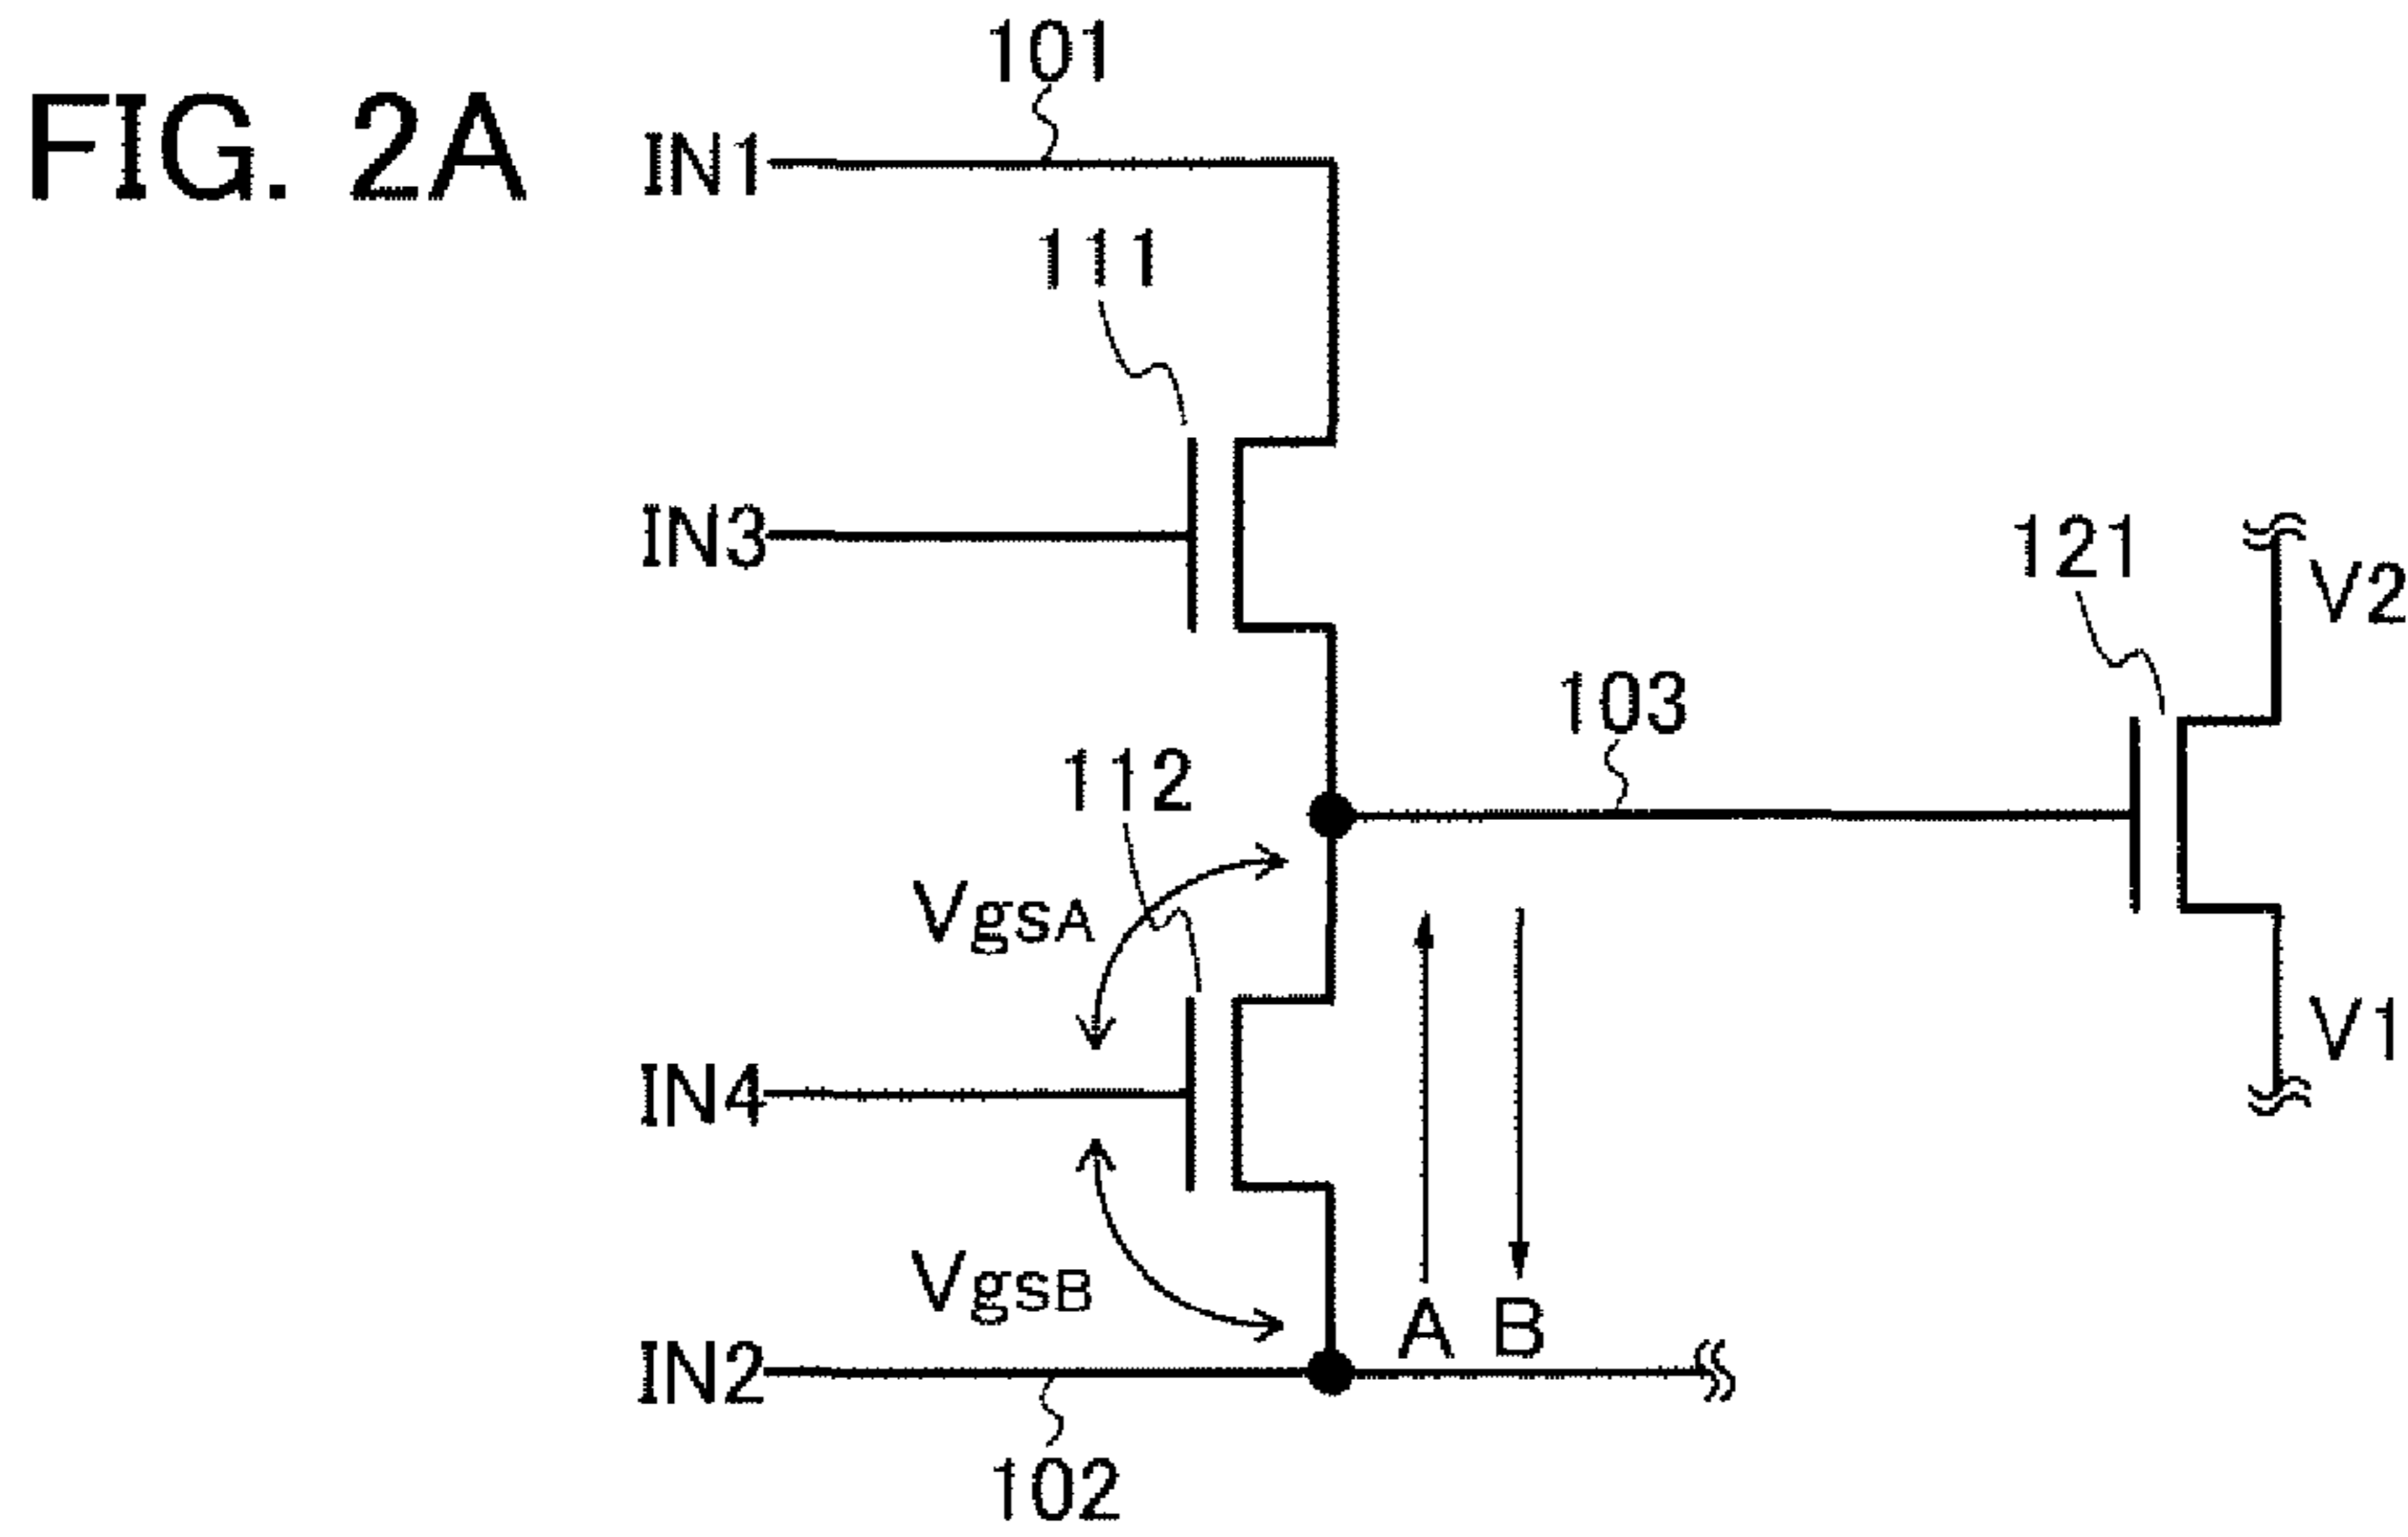 FIG. 2A
101
IN1
111
IN3
121
V2
103
112
VgsA
V1
IN4
VgsB
A B
IN2
102